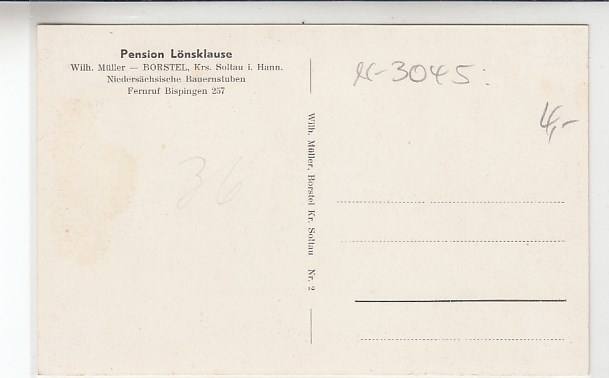 Pension Lönsklause
Wilh. Müller — BORSTEL, Krs. Soltau i. Hann.
Niedersächsische Bauernstuben
Fernruf Bispingen 257
Wilh. Müller, Borstel Kr. Soltau Nr. 2
-3045
4,-
36